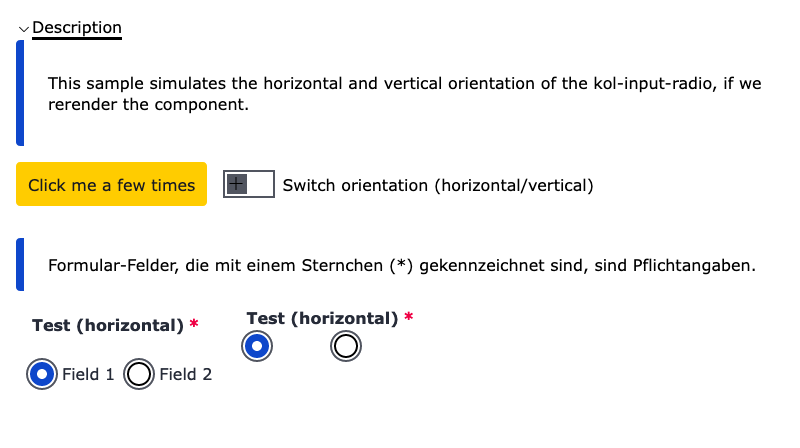 Description
This sample simulates the horizontal and vertical orientation of the kol-input-radio, if we
rerender the component.
Click me a few times
Switch orientation (horizontal/vertical)
Formular-Felder, die mit einem Sternchen (*) gekennzeichnet sind, sind Pflichtangaben.
Test (horizontal) *
Test (horizontal) *
Field 1
Field 2